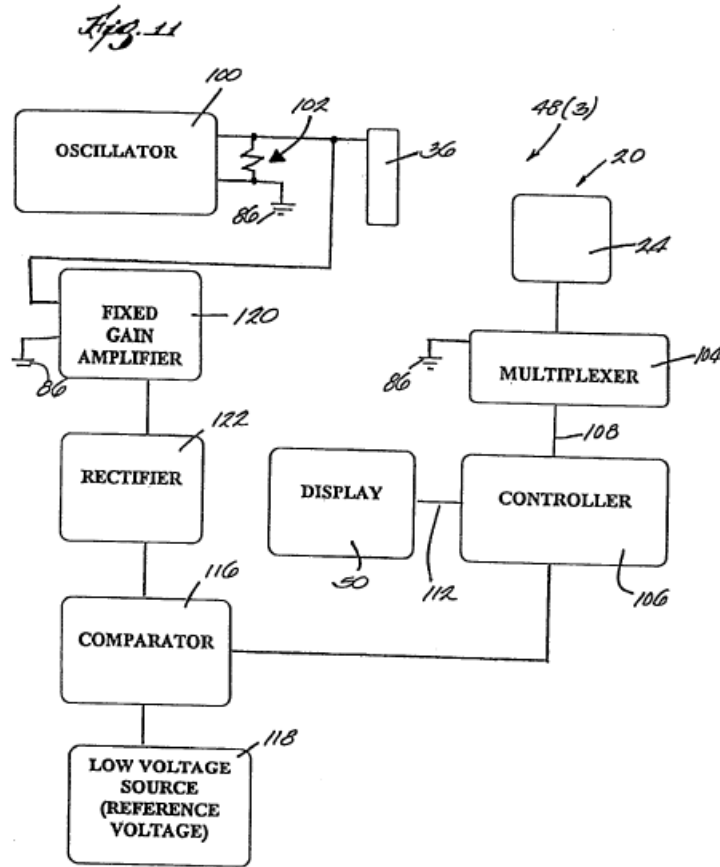 Fig. 11
100
102
48(3)
OSCILLATOR
36
20
86
24
FIXED
GAIN
AMPLIFIER
120
86
86
MULTIPLEXER
104
122
108
RECTIFIER
DISPLAY
CONTROLLER
116
50
112
106
COMPARATOR
118
LOW VOLTAGE
SOURCE
(REFERENCE
VOLTAGE)